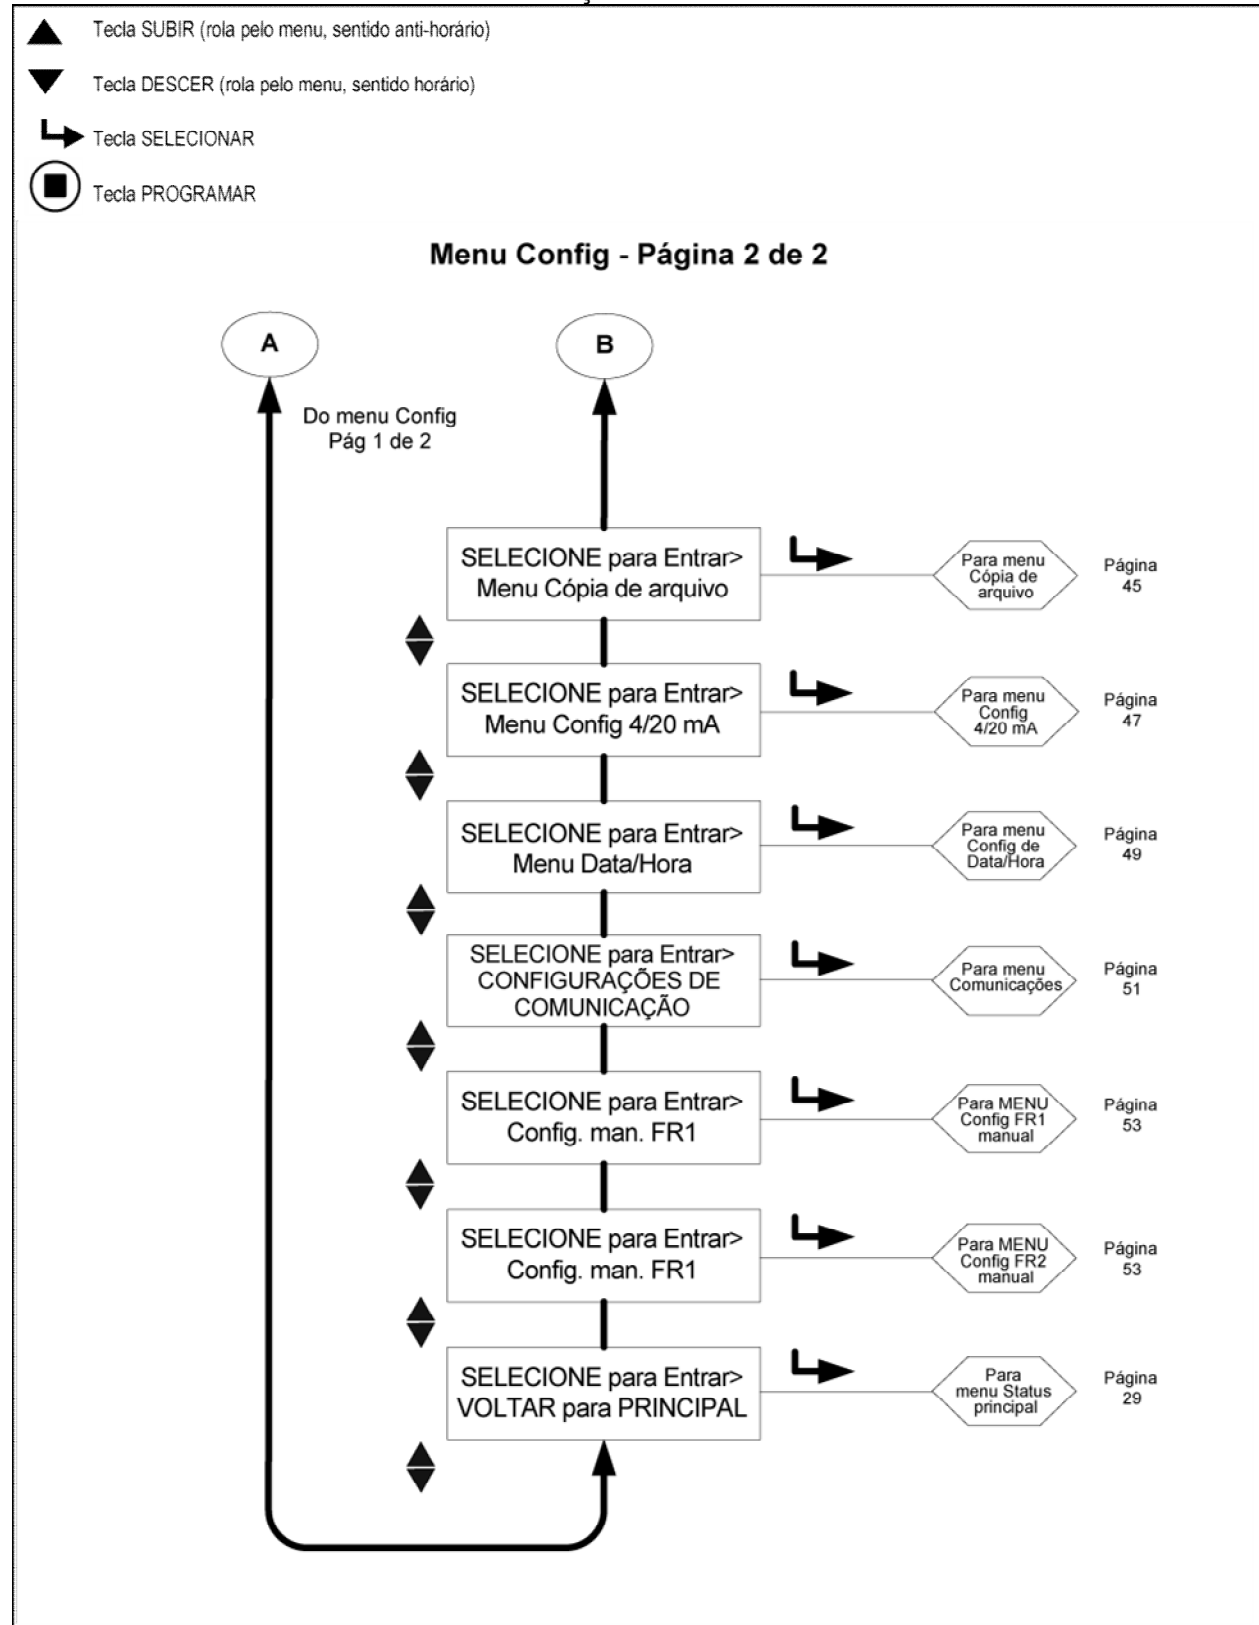 Tecla SUBIR (rola pelo menu, sentido anti-horário)
Tecla DESCER (rola pelo menu, sentido horário)
Tecla SELECIONAR
Tecla PROGRAMAR
Menu Config - Página 2 de 2
A
B
Do menu Config
Pág 1 de 2
SELECIONE para Entrar>
Menu Cópia de arquivo
Para menu
Cópia de
arquivo
Página
45
SELECIONE para Entrar>
Menu Config 4/20 mA
Para menu
Config
4/20 mA
Página
47
SELECIONE para Entrar>
Menu Data/Hora
Para menu
Config de
Data/Hora
Página
49
SELECIONE para Entrar>
CONFIGURAÇÕES DE
COMUNICAÇÃO
Para menu
Comunicações
Página
51
SELECIONE para Entrar>
Config. man. FR1
Para MENU
Config FR1
manual
Página
53
SELECIONE para Entrar>
Config. man. FR1
Para MENU
Config FR2
manual
Página
53
SELECIONE para Entrar>
VOLTAR para PRINCIPAL
Para
menu Status
principal
Página
29